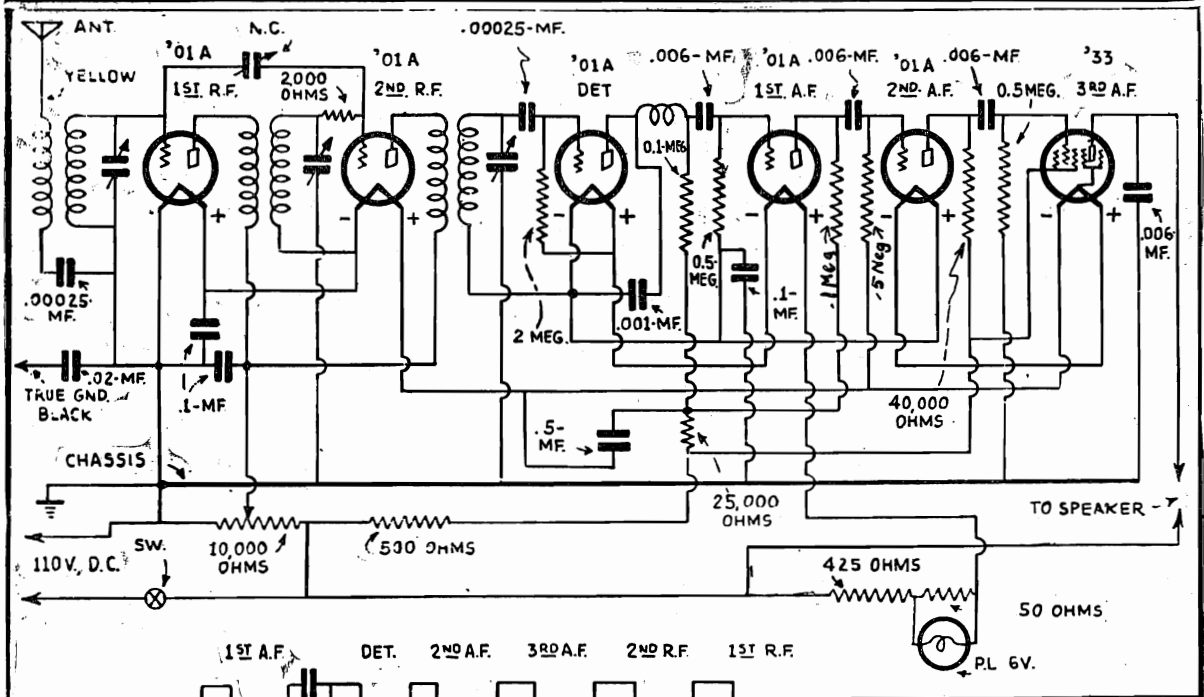 ANT.
YELLOW
N.C.
'01A
1ST R.F.
2000
OHMS
'01A
2ND R.F.
.00025-MF.
'01A
DET
.006-MF.
'01A
1ST A.F.
.006-MF.
'01A
2ND A.F.
.006-MF.
0.5MEG.
'33
3RD A.F.
0.1-MEG
- +
- +
- +
- +
- +
.00025-
MF.
2 MEG.
.001-MF.
0.5-
MEG.
.1-
MF.
.1 Meg
.5 Neg
.006-
MF.
.02-MF.
TRUE GND.
BLACK
.1-MF
.5-
MF.
40,000
OHMS
CHASSIS
25,000
OHMS
TO SPEAKER -
110V., D.C.
SW.
10,000
OHMS
500 OHMS
425 OHMS
50 OHMS
P.L 6V.
1ST A.F.
DET.
2ND A.F.
3RD A.F.
2ND R.F.
1ST R.F.